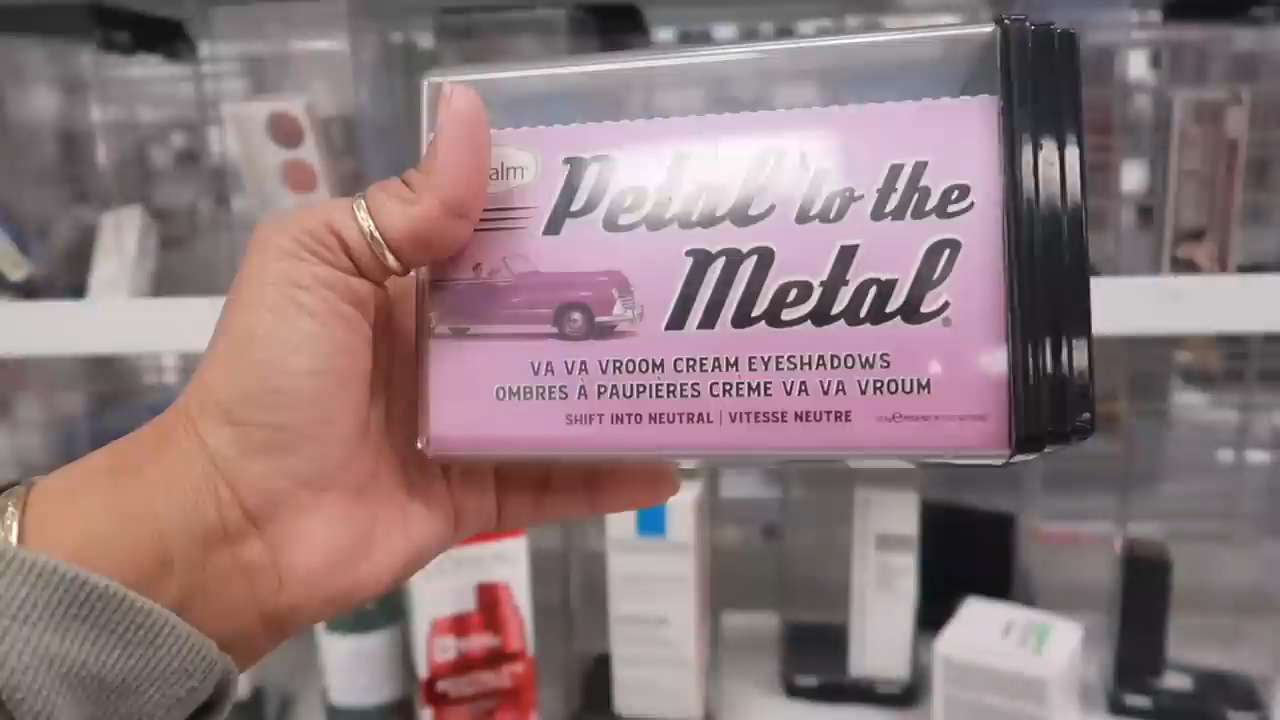 alm
Petal to the
Metal
VA VA VROOM CREAM EYESHADOWS
OMBRES À PAUPIÈRES CRÈME VA VA VROUM
SHIFT INTO NEUTRAL | VITESSE NEUTRE